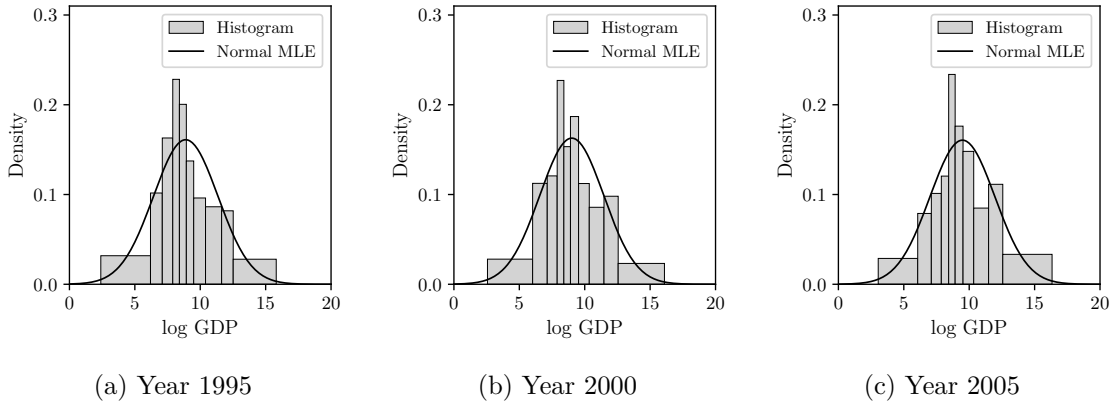 0.3
0.2
0.1
0.0
Density
Histogram
Normal MLE
0 5 10 15 20
log GDP
(a) Year 1995
0.3
0.2
0.1
0.0
Density
Histogram
Normal MLE
0 5 10 15 20
log GDP
(b) Year 2000
0.3
0.2
0.1
0.0
Density
Histogram
Normal MLE
0 5 10 15 20
log GDP
(c) Year 2005